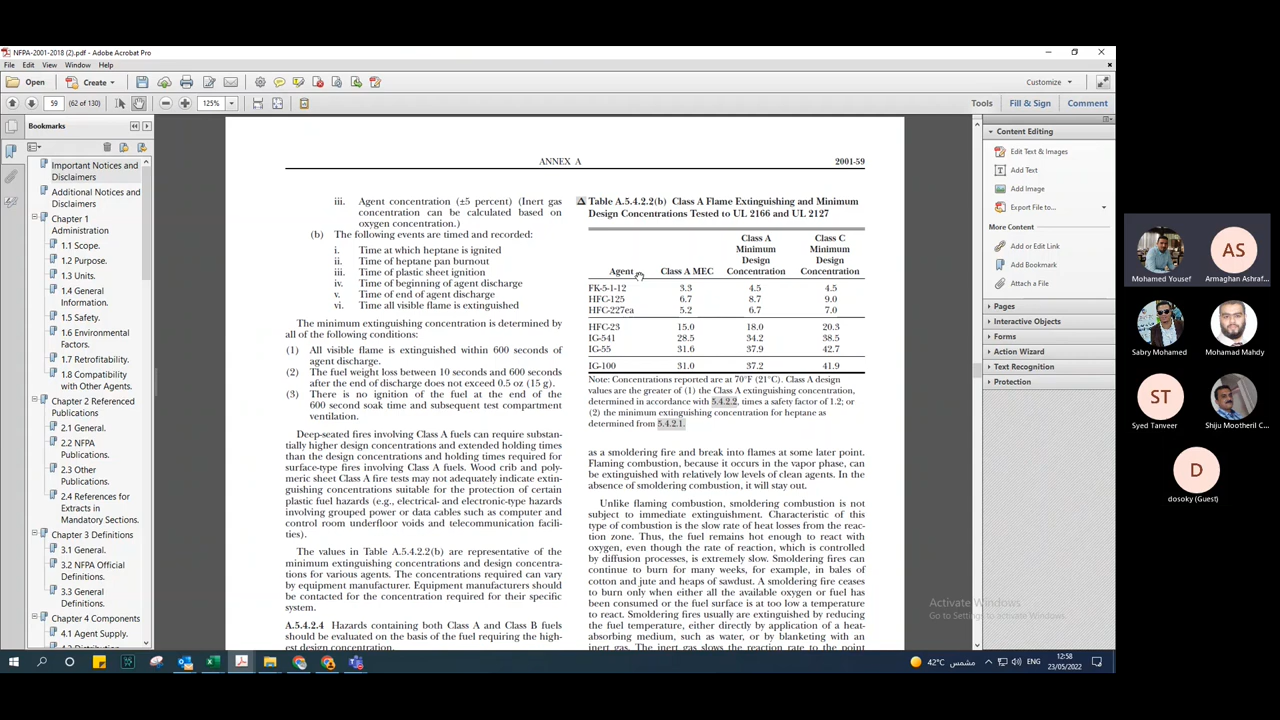 NFPA-2001-2018 (2).pdf - Adobe Acrobat Pro
File Edit View Window Help
Open Create Customize
59 (62 of 130) 125% Tools Fill & Sign Comment
Bookmarks
Important Notices and
Disclaimers
Additional Notices and
Disclaimers
Chapter 1
Administration
1.1 Scope.
1.2 Purpose.
1.3 Units.
1.4 General
Information.
1.5 Safety.
1.6 Environmental
Factors.
1.7 Retrofitability.
1.8 Compatibility
with Other Agents.
Chapter 2 Referenced
Publications
2.1 General.
2.2 NFPA
Publications.
2.3 Other
Publications.
2.4 References for
Extracts in
Mandatory Sections.
Chapter 3 Definitions
3.1 General.
3.2 NFPA Official
Definitions.
3.3 General
Definitions.
Chapter 4 Components
4.1 Agent Supply.
ANNEX A 2001-59
iii. Agent concentration (±5 percent) (Inert gas
concentration can be calculated based on
oxygen concentration.)
(b) The following events are timed and recorded:
i. Time at which heptane is ignited
ii. Time of heptane pan burnout
iii. Time of plastic sheet ignition
iv. Time of beginning of agent discharge
v. Time of end of agent discharge
vi. Time all visible flame is extinguished
The minimum extinguishing concentration is determined by
all of the following conditions:
(1) All visible flame is extinguished within 600 seconds of
agent discharge.
(2) The fuel weight loss between 10 seconds and 600 seconds
after the end of discharge does not exceed 0.5 oz (15 g).
(3) There is no ignition of the fuel at the end of the
600 second soak time and subsequent test compartment
ventilation.
Deep-seated fires involving Class A fuels can require substan-
tially higher design concentrations and extended holding times
than the design concentrations and holding times required for
surface-type fires involving Class A fuels. Wood crib and poly-
meric sheet Class A fire tests may not adequately indicate extin-
guishing concentrations suitable for the protection of certain
plastic fuel hazards (e.g., electrical- and electronic-type hazards
involving grouped power or data cables such as computer and
control room underfloor voids and telecommunication facili-
ties).
The values in Table A.5.4.2.2(b) are representative of the
minimum extinguishing concentrations and design concentra-
tions for various agents. The concentrations required can vary
by equipment manufacturer. Equipment manufacturers should
be contacted for the concentration required for their specific
system.
A.5.4.2.4 Hazards containing both Class A and Class B fuels
should be evaluated on the basis of the fuel requiring the high-
est design concentration.
Δ Table A.5.4.2.2(b) Class A Flame Extinguishing and Minimum
Design Concentrations Tested to UL 2166 and UL 2127
Class A Class C
Minimum Minimum
Design Design
Agent Class A MEC Concentration Concentration
FK-5-1-12 3.3 4.5 4.5
HFC-125 6.7 8.7 9.0
HFC-227ea 5.2 6.7 7.0
HFC-23 15.0 18.0 20.3
IG-541 28.5 34.2 38.5
IG-55 31.6 37.9 42.7
IG-100 31.0 37.2 41.9
Note: Concentrations reported are at 70°F (21°C). Class A design
values are the greater of (1) the Class A extinguishing concentration,
determined in accordance with 5.4.2.2, times a safety factor of 1.2; or
(2) the minimum extinguishing concentration for heptane as
determined from 5.4.2.1.
as a smoldering fire and break into flames at some later point.
Flaming combustion, because it occurs in the vapor phase, can
be extinguished with relatively low levels of clean agents. In the
absence of smoldering combustion, it will stay out.
Unlike flaming combustion, smoldering combustion is not
subject to immediate extinguishment. Characteristic of this
type of combustion is the slow rate of heat losses from the reac-
tion zone. Thus, the fuel remains hot enough to react with
oxygen, even though the rate of reaction, which is controlled
by diffusion processes, is extremely slow. Smoldering fires can
continue to burn for many weeks, for example, in bales of
cotton and jute and heaps of sawdust. A smoldering fire ceases
to burn only when either all the available oxygen or fuel has
been consumed or the fuel surface is at too low a temperature
to react. Smoldering fires usually are extinguished by reducing
the fuel temperature, either directly by application of a heat-
absorbing medium, such as water, or by blanketing with an
inert gas. The inert gas slows the reaction rate to the point
Content Editing
Edit Text & Images
Add Text
Add Image
Export File to...
More Content
Add or Edit Link
Add Bookmark
Attach a File
Pages
Interactive Objects
Forms
Action Wizard
Text Recognition
Protection
Activate Windows
Go to Settings to activate Windows.
42°C مشمس ENG 12:58
23/05/2022
AS
Mohamed Yousef Armaghan Ashraf...
Sabry Mohamed Mohamad Mahdy
ST
Syed Tanveer Shiju Mootheril C...
D
dosoky (Guest)